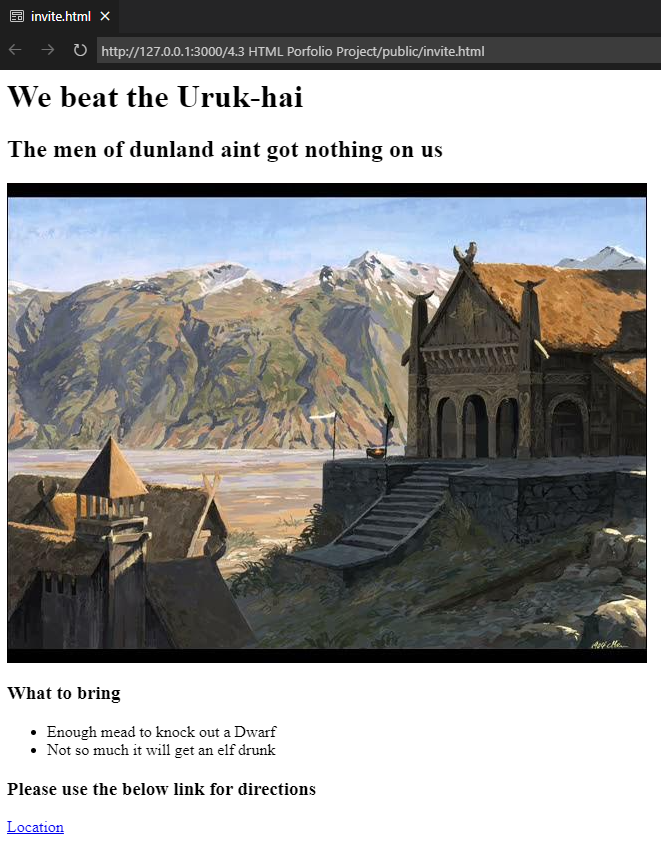 invite.html
http://127.0.0.1:3000/4.3 HTML Porfolio Project/public/invite.html
We beat the Uruk-hai
The men of dunland aint got nothing on us
What to bring
Enough mead to knock out a Dwarf
Not so much it will get an elf drunk
Please use the below link for directions
Location